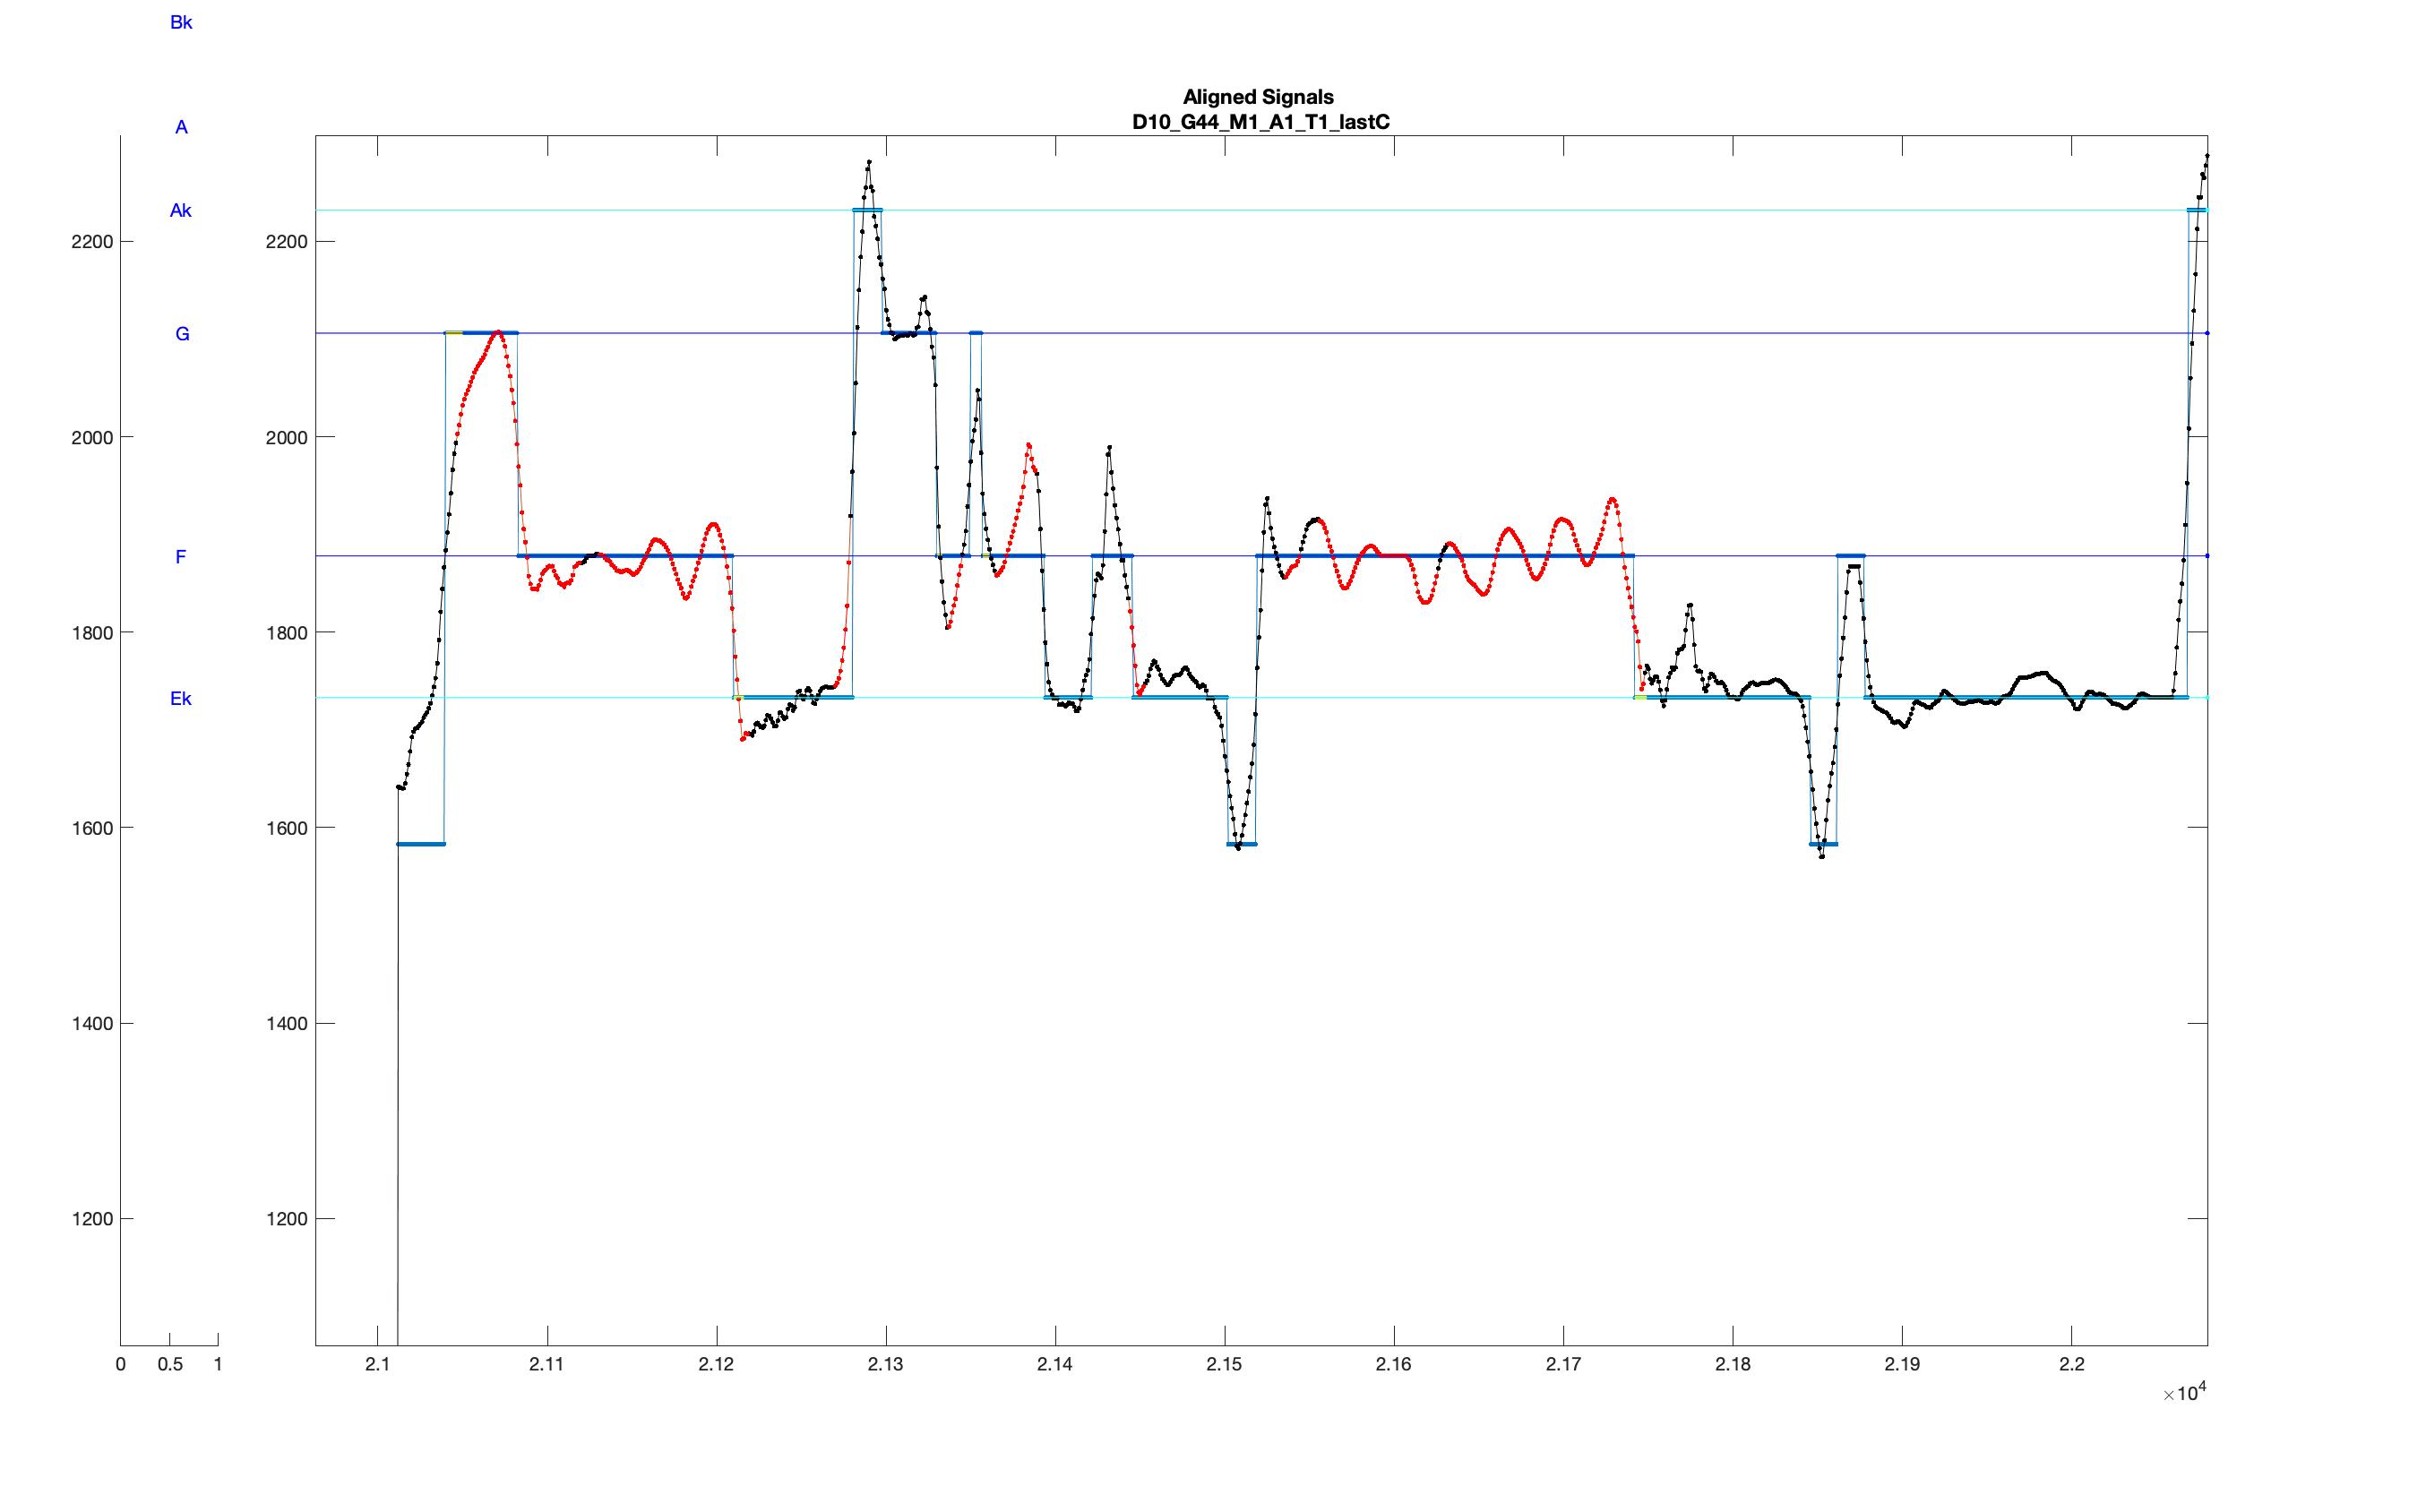 Bk
A
Aligned Signals
D10_G44_M1_A1_T1_lastC
Ak
2200 2200
G
2000 2000
F
1800 1800
Ek
1600 1600
1400 1400
1200 1200
0 0.5 1 2.1 2.11 2.12 2.13 2.14 2.15 2.16 2.17 2.18 2.19 2.2
×10⁴